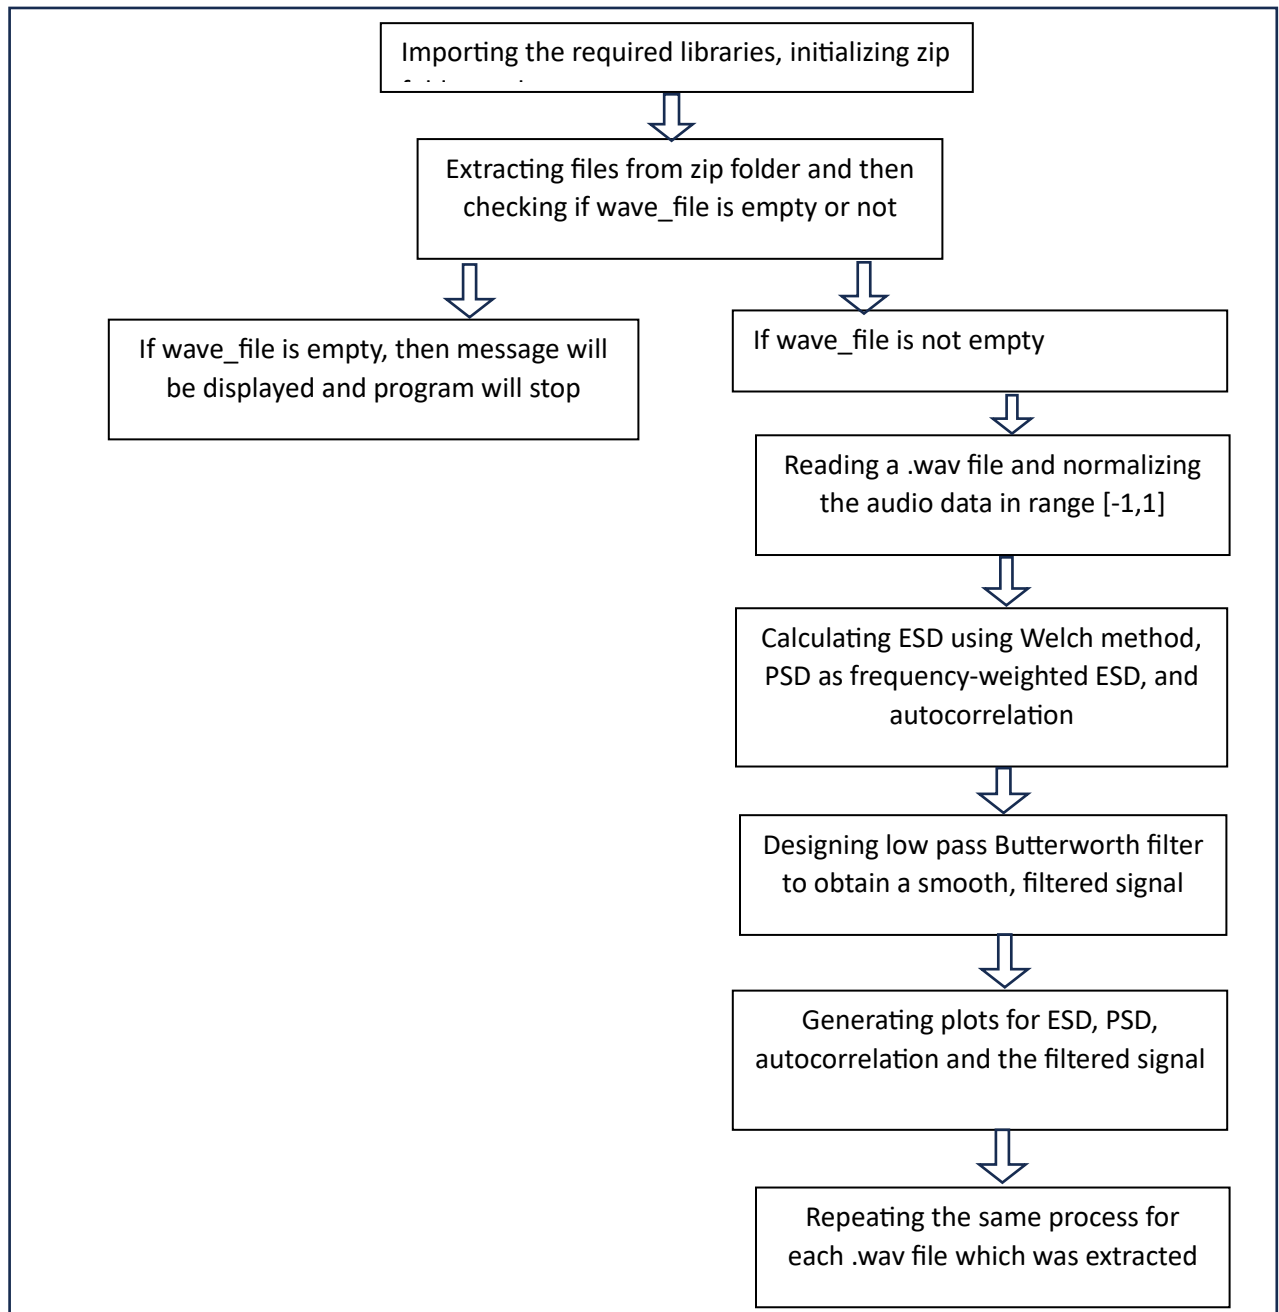 Importing the required libraries, initializing zip
Extracting files from zip folder and then
checking if wave_file is empty or not
If wave_file is empty, then message will
be displayed and program will stop
If wave_file is not empty
Reading a .wav file and normalizing
the audio data in range [-1,1]
Calculating ESD using Welch method,
PSD as frequency-weighted ESD, and
autocorrelation
Designing low pass Butterworth filter
to obtain a smooth, filtered signal
Generating plots for ESD, PSD,
autocorrelation and the filtered signal
Repeating the same process for
each .wav file which was extracted